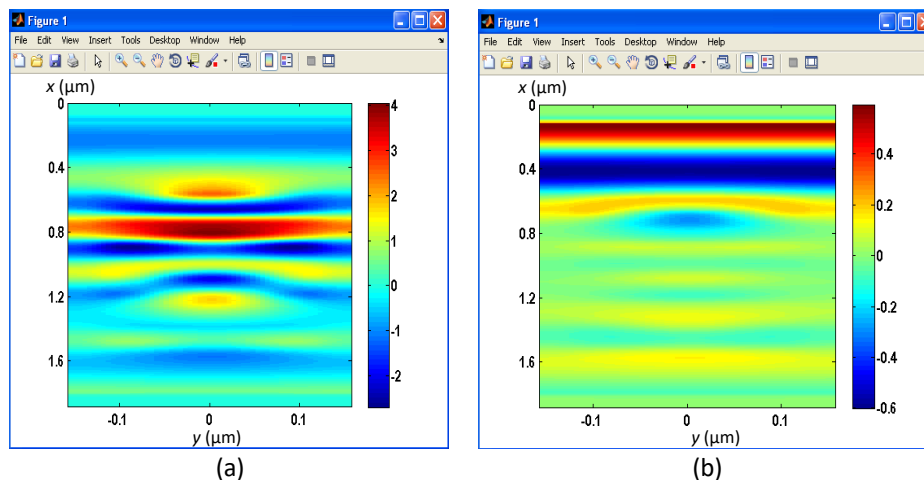 Figure 1
File Edit View Insert Tools Desktop Window Help
x (µm)
0
0.4
0.8
1.2
1.6
-0.1 0 0.1
y (µm)
4
3
2
1
0
-1
-2
(a)
Figure 1
File Edit View Insert Tools Desktop Window Help
x (µm)
0
0.4
0.8
1.2
1.6
-0.1 0 0.1
y (µm)
0.4
0.2
0
-0.2
-0.4
-0.6
(b)